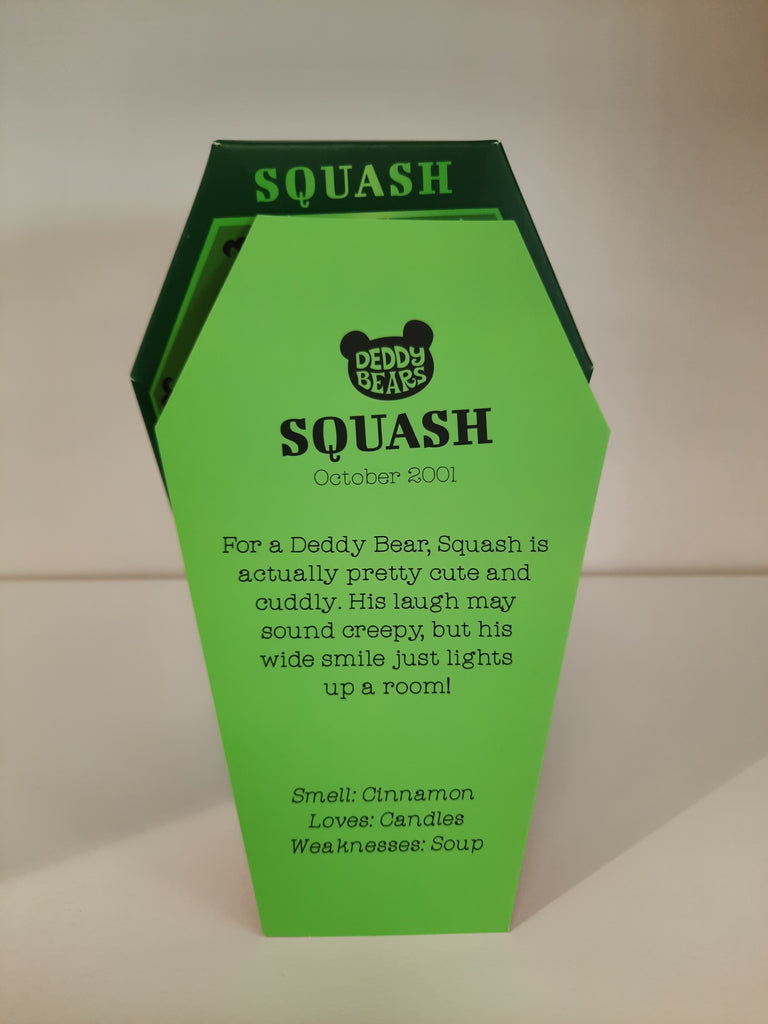 SQUASH
DEDDY
BEARS
SQUASH
October 2001
For a Deddy Bear, Squash is
actually pretty cute and
cuddly. His laugh may
sound creepy, but his
wide smile just lights
up a room!
Smell: Cinnamon
Loves: Candles
Weaknesses: Soup